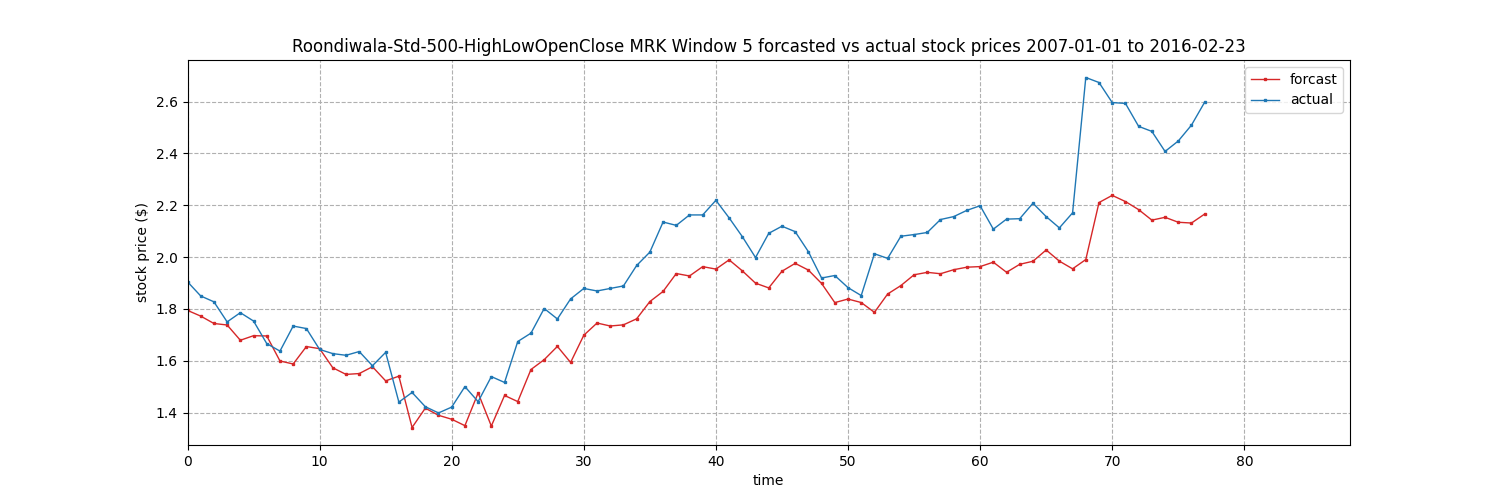 Roondiwala-Std-500-HighLowOpenClose MRK Window 5 forcasted vs actual stock prices 2007-01-01 to 2016-02-23
forcast
actual
2.6
2.4
2.2
2.0
1.8
1.6
1.4
stock price ($)
0 10 20 30 40 50 60 70 80
time